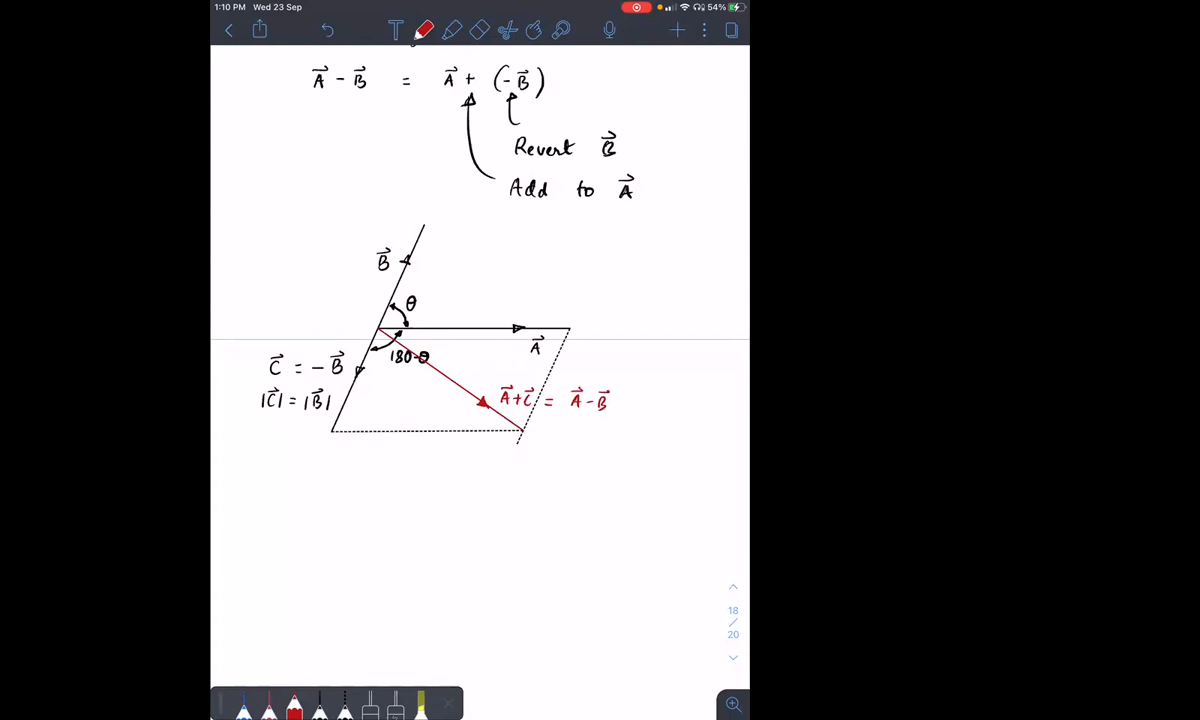 1:10 PM Wed 23 Sep 54%
T
A⃗ - B⃗ = A⃗ + (-B⃗)
Revert B⃗
Add to A⃗
B⃗
θ
A⃗
180-θ
C⃗ = -B⃗
|C⃗| = |B⃗|
A⃗+C⃗ = A⃗-B⃗
18
/
20